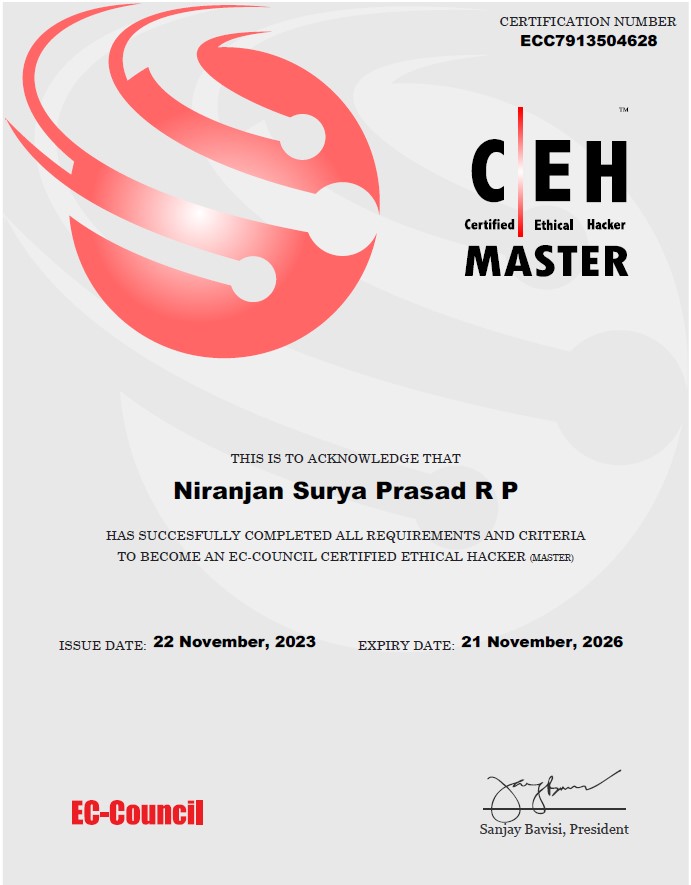 CERTIFICATION NUMBER
ECC7913504628
™
C EH
Certified Ethical Hacker
MASTER
THIS IS TO ACKNOWLEDGE THAT
Niranjan Surya Prasad R P
HAS SUCCESFULLY COMPLETED ALL REQUIREMENTS AND CRITERIA
TO BECOME AN EC-COUNCIL CERTIFIED ETHICAL HACKER (MASTER)
ISSUE DATE: 22 November, 2023 EXPIRY DATE: 21 November, 2026
EC-Council
Sanjay Bavisi, President